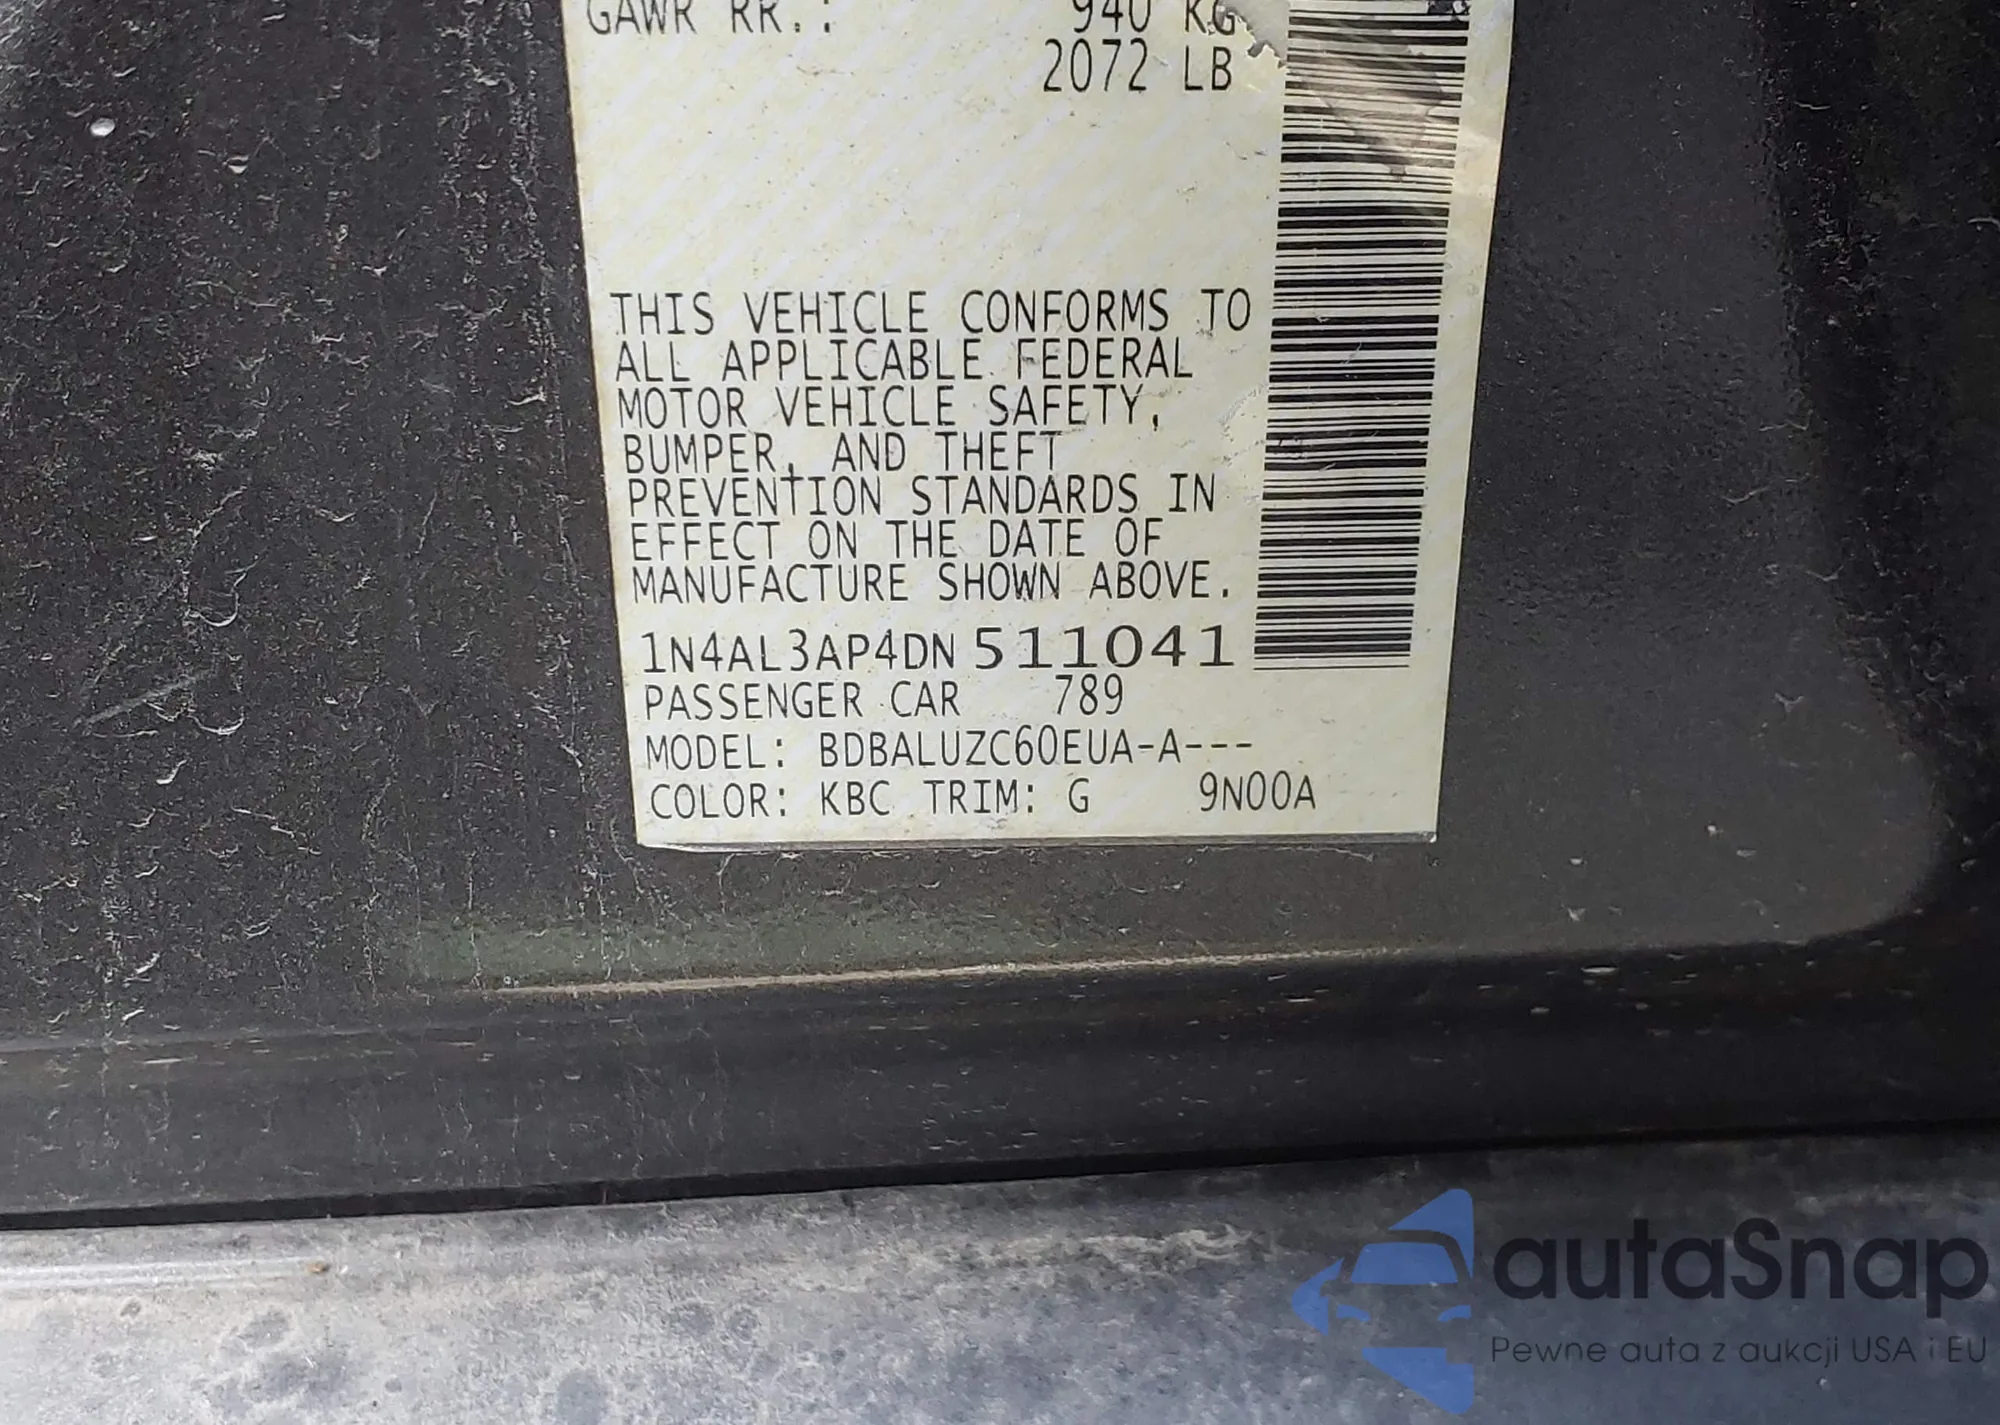 GAWR RR.: 940 KG
2072 LB
THIS VEHICLE CONFORMS TO
ALL APPLICABLE FEDERAL
MOTOR VEHICLE SAFETY,
BUMPER, AND THEFT
PREVENTION STANDARDS IN
EFFECT ON THE DATE OF
MANUFACTURE SHOWN ABOVE.
1N4AL3AP4DN511041
PASSENGER CAR 789
MODEL: BDBALUZC60EUA-A---
COLOR: KBC TRIM: G 9N00A
autaSnap
Pewne auta z aukcji USA i EU